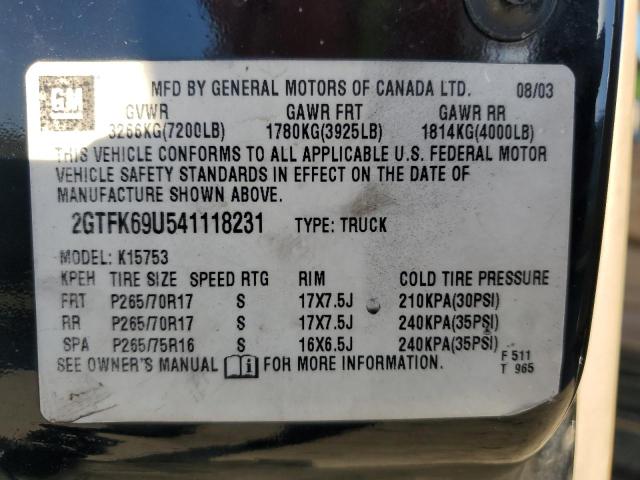 GM MFD BY GENERAL MOTORS OF CANADA LTD. 08/03
GVWR GAWR FRT GAWR RR
3266KG(7200LB) 1780KG(3925LB) 1814KG(4000LB)
THIS VEHICLE CONFORMS TO ALL APPLICABLE U.S. FEDERAL MOTOR
VEHICLE SAFETY STANDARDS IN EFFECT ON THE DATE OF
MANUFACTURE SHOWN ABOVE.
2GTFK69U541118231 TYPE: TRUCK
MODEL: K15753
KPEH TIRE SIZE SPEED RTG RIM COLD TIRE PRESSURE
FRT P265/70R17 S 17X7.5J 210KPA(30PSI)
RR P265/70R17 S 17X7.5J 240KPA(35PSI)
SPA P265/75R16 S 16X6.5J 240KPA(35PSI)
SEE OWNER'S MANUAL FOR MORE INFORMATION. F 511
T 965